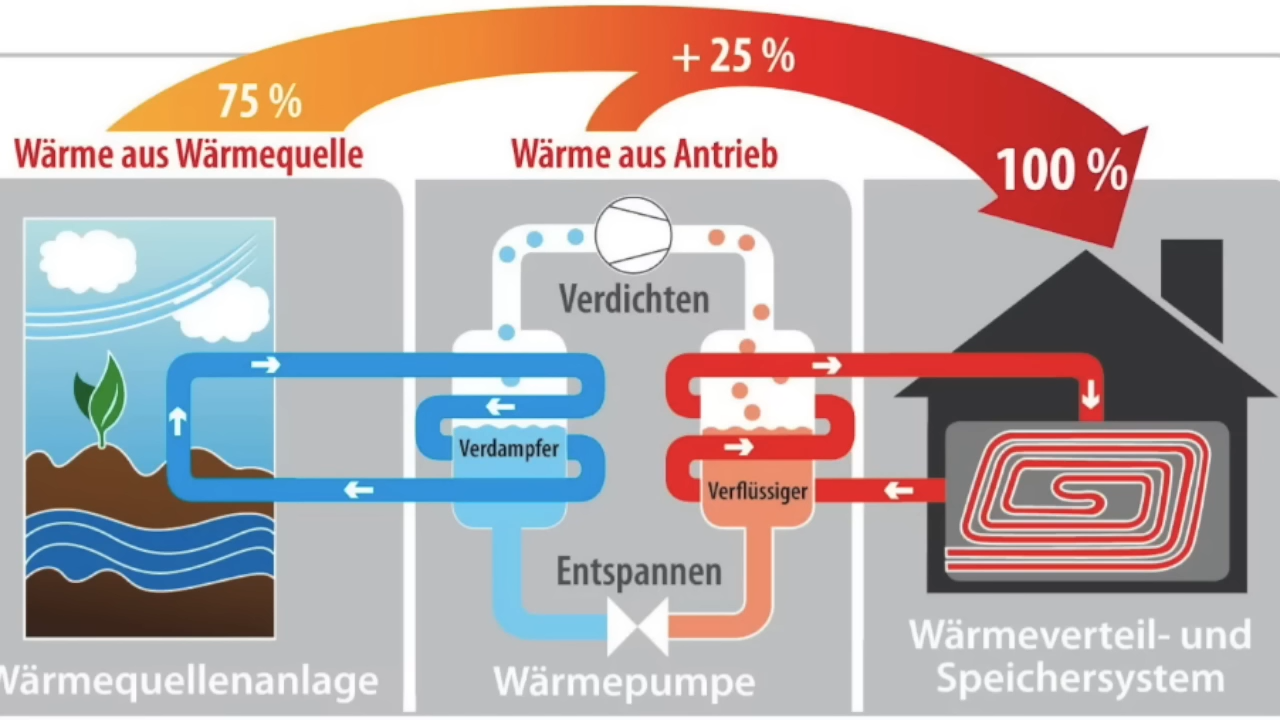 75 %
+ 25 %
100 %
Wärme aus Wärmequelle
Wärme aus Antrieb
Verdichten
Verdampfer
Verflüssiger
Entspannen
Wärmequellenanlage
Wärmepumpe
Wärmeverteil- und
Speichersystem